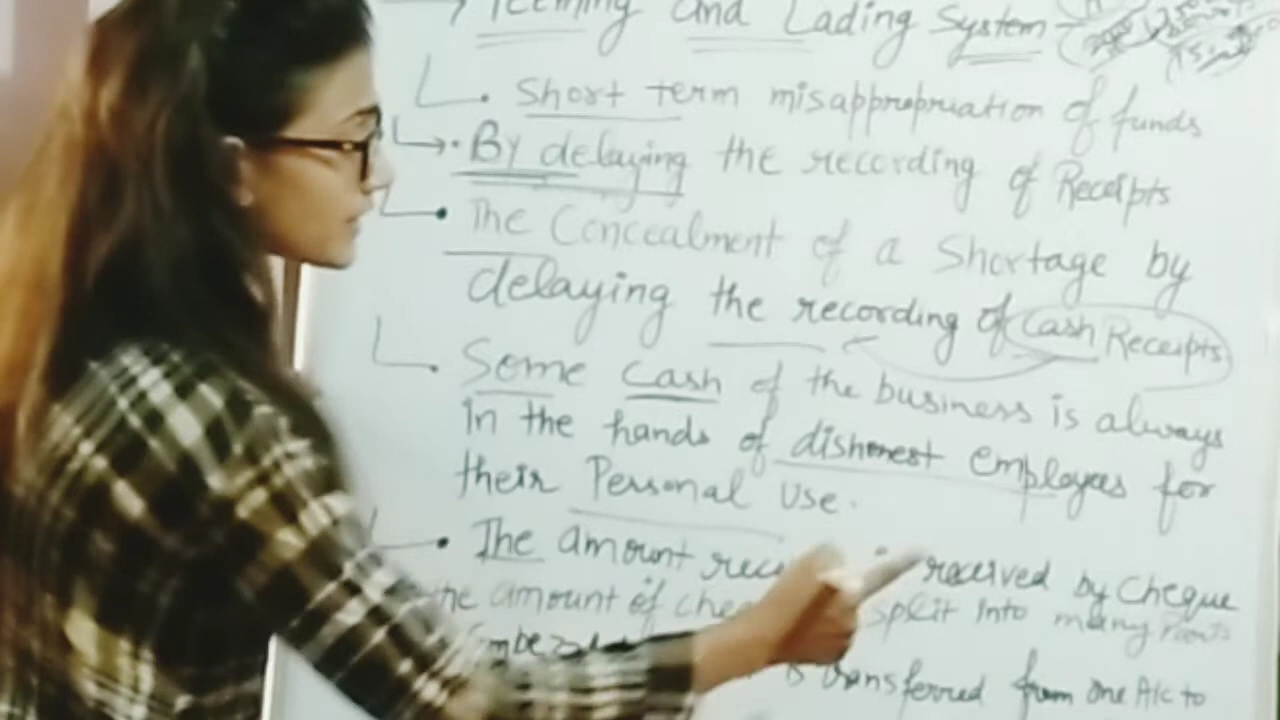 Teeming and Lading System
Short term misappropriation of funds
By delaying the recording of Receipts
The Concealment of a Shortage by
delaying the recording of Cash Receipts
Some cash of the business is always
in the hands of dishonest employees for
their Personal use.
The amount received by cheque
the amount of split into many Parts
transferred from one A/c to